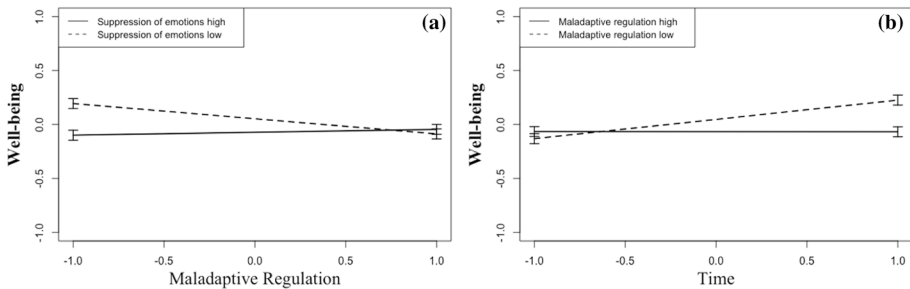 Suppression of emotions high
Suppression of emotions low
(a)
Well-being
1.0
0.5
0.0
-0.5
-1.0
-1.0 -0.5 0.0 0.5 1.0
Maladaptive Regulation
Maladaptive regulation high
Maladaptive regulation low
(b)
Well-being
1.0
0.5
0.0
-0.5
-1.0
-1.0 -0.5 0.0 0.5 1.0
Time